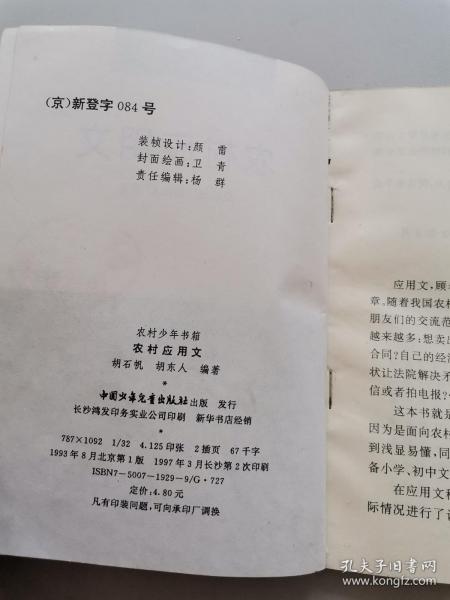 (京)新登字 084 号
装帧设计:颜 雷
封面绘画:卫 青
责任编辑:杨 群
农村少年书箱
农村应用文
胡石帆 胡东人 编著
*
中国少年儿童出版社出版 发行
长沙鸿发印务实业公司印刷 新华书店经销
*
787×1092 1/32 4.125印张 2插页 67千字
1993年8月北京第1版 1997年3月长沙第2次印刷
ISBN7-5007-1929-9/G·727
定价:4.80元
凡有印装问题,可向承印厂调换
应用文,顾
章。随着我国农村
朋友们的交流范
越来越多:想卖出
合同?自己的经济
状让法院解决矛
信或者拍电报?
这本书就是
因为是面向农村
到浅显易懂,同
备小学、初中文
在应用文
际情况进行了
孔夫子旧书网
www.kongfz.com